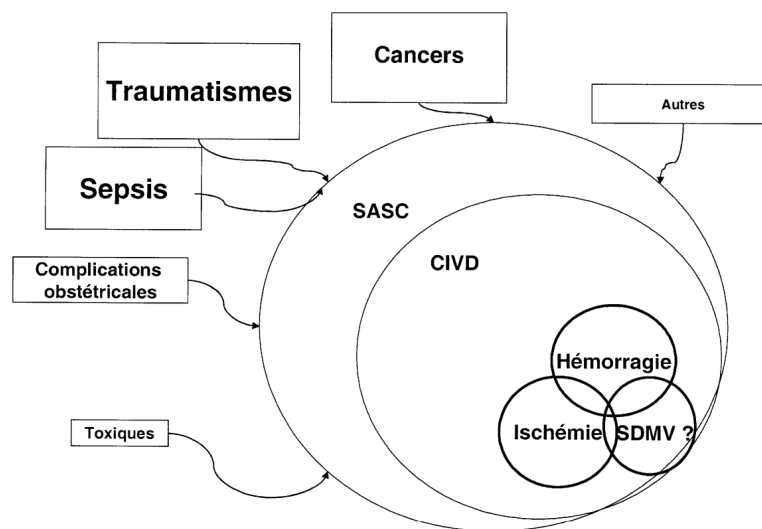 Cancers
Traumatismes
Autres
Sepsis
SASC
CIVD
Complications
obstétricales
Hémorragie
Ischémie
SDMV ?
Toxiques